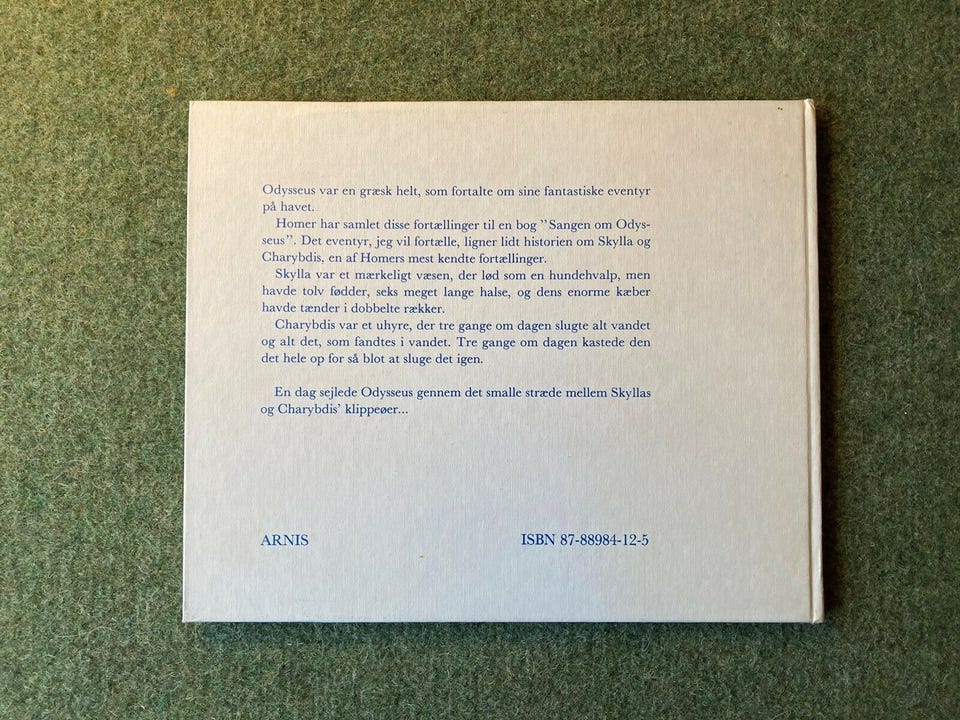 Odysseus var en græsk helt, som fortalte om sine fantastiske eventyr
på havet.
Homer har samlet disse fortællinger til en bog ”Sangen om Odys-
seus”. Det eventyr, jeg vil fortælle, ligner lidt historien om Skylla og
Charybdis, en af Homers mest kendte fortællinger.
Skylla var et mærkeligt væsen, der lød som en hundehvalp, men
havde tolv fødder, seks meget lange halse, og dens enorme kæber
havde tænder i dobbelte rækker.
Charybdis var et uhyre, der tre gange om dagen slugte alt vandet
og alt det, som fandtes i vandet. Tre gange om dagen kastede den
det hele op for så blot at sluge det igen.
En dag sejlede Odysseus gennem det smalle stræde mellem Skyllas
og Charybdis’ klippeøer...
ARNIS ISBN 87-88984-12-5